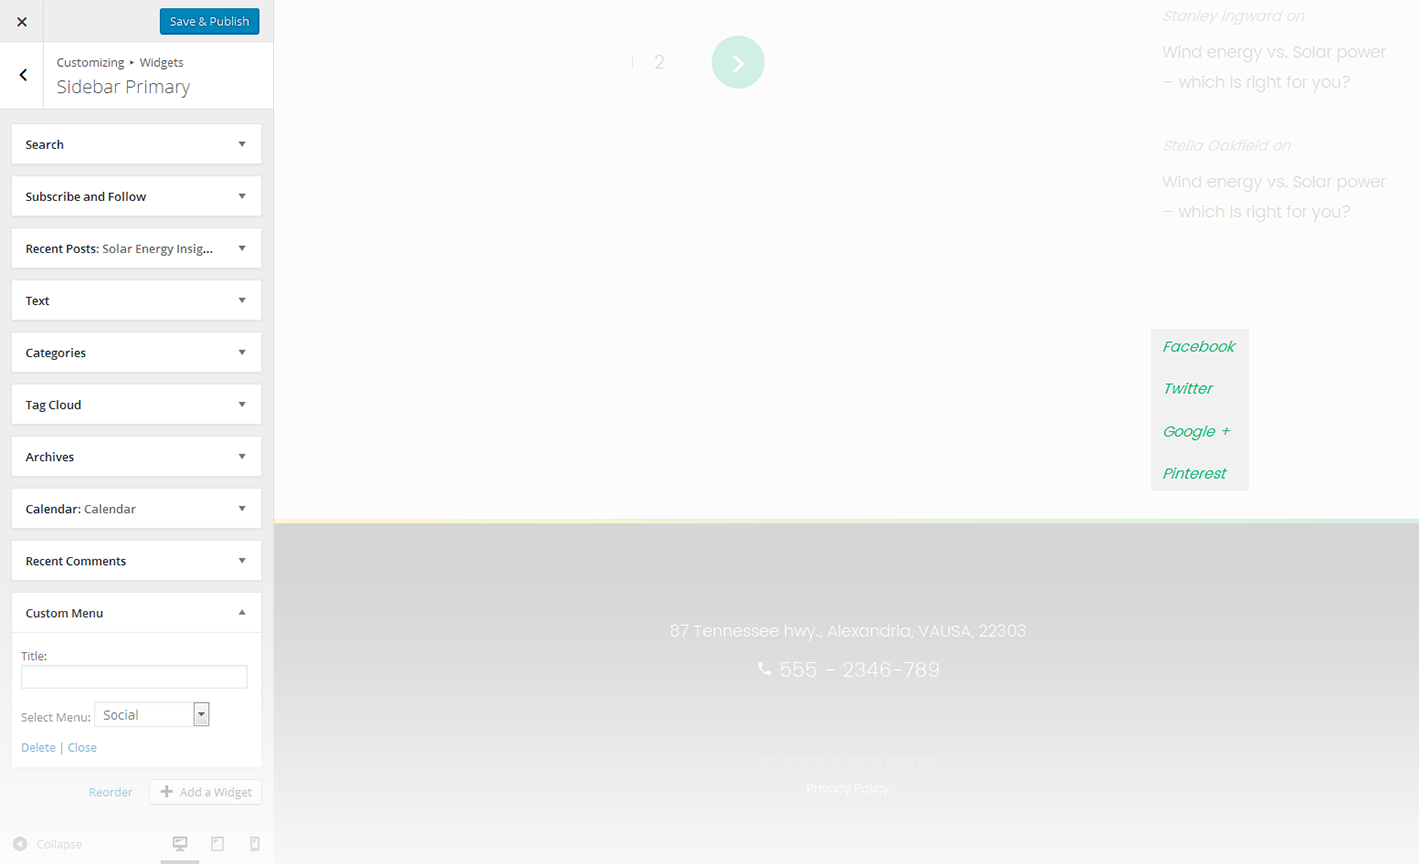 Save & Publish
Customizing ▸ Widgets
Sidebar Primary
Search
Subscribe and Follow
Recent Posts: Solar Energy Insig...
Text
Categories
Tag Cloud
Archives
Calendar: Calendar
Recent Comments
Custom Menu
Title:
Select Menu: Social
Delete | Close
Reorder
Add a Widget
Collapse
1 2
Stanley Ingward on
Wind energy vs. Solar power
– which is right for you?
Stella Oakfield on
Wind energy vs. Solar power
– which is right for you?
Facebook
Twitter
Google +
Pinterest
87 Tennessee hwy., Alexandria, VAUSA, 22303
555 - 2346-789
All rights reserved.
Privacy Policy